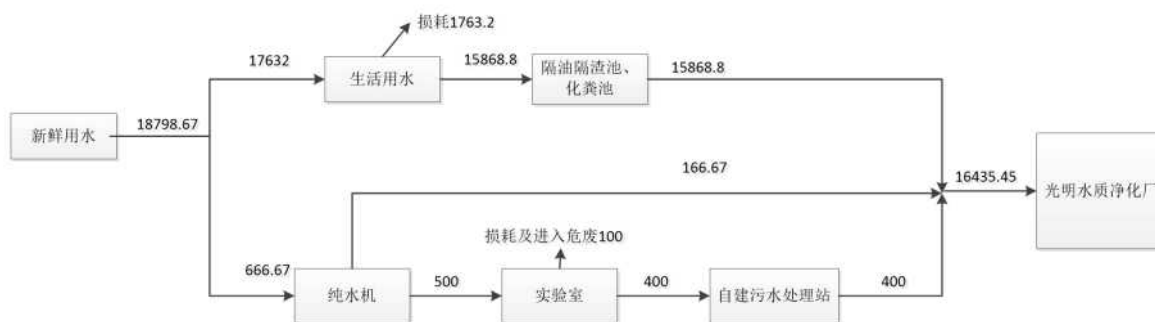 损耗1763.2
17632
生活用水
15868.8
隔油隔渣池、
化粪池
15868.8
新鲜用水
18798.67
166.67
16435.45
光明水质净化厂
损耗及进入危废100
666.67
纯水机
500
实验室
400
自建污水处理站
400